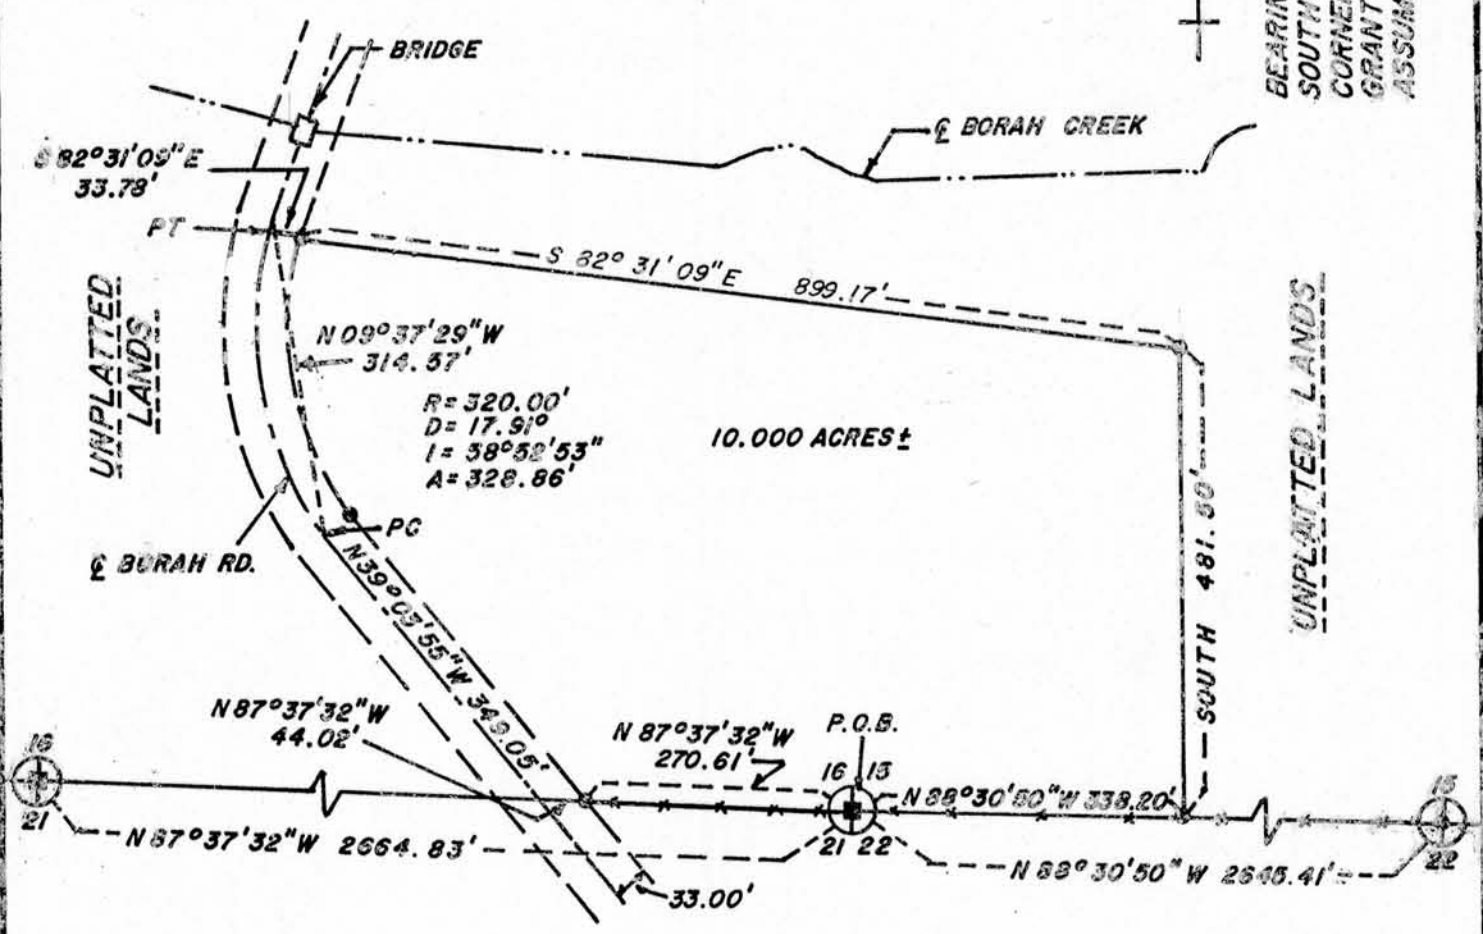 BEARIN
SOUTH
CORNE
GRANT
ASSUM
BRIDGE
℄ BORAH CREEK
S 82°31'09"E
33.78'
PT
S 82° 31'09"E 899.17'
UNPLATTED
LANDS
N 09°37'29"W
314.57'
R= 320.00'
D= 17.91°
I= 58°52'53"
A= 328.86'
10.000 ACRES±
UNPLATTED LANDS
PC
℄ BORAH RD.
N39°03'55"W 349.05'
SOUTH 481.50'
N 87°37'32"W
44.02'
N 87°37'32"W
270.61'
P.O.B.
16
16 15
N 88°30'50"W 338.20'
15
21
N 87°37'32"W 2664.83'
21 22
N 88°30'50"W 2645.41'
22
33.00'